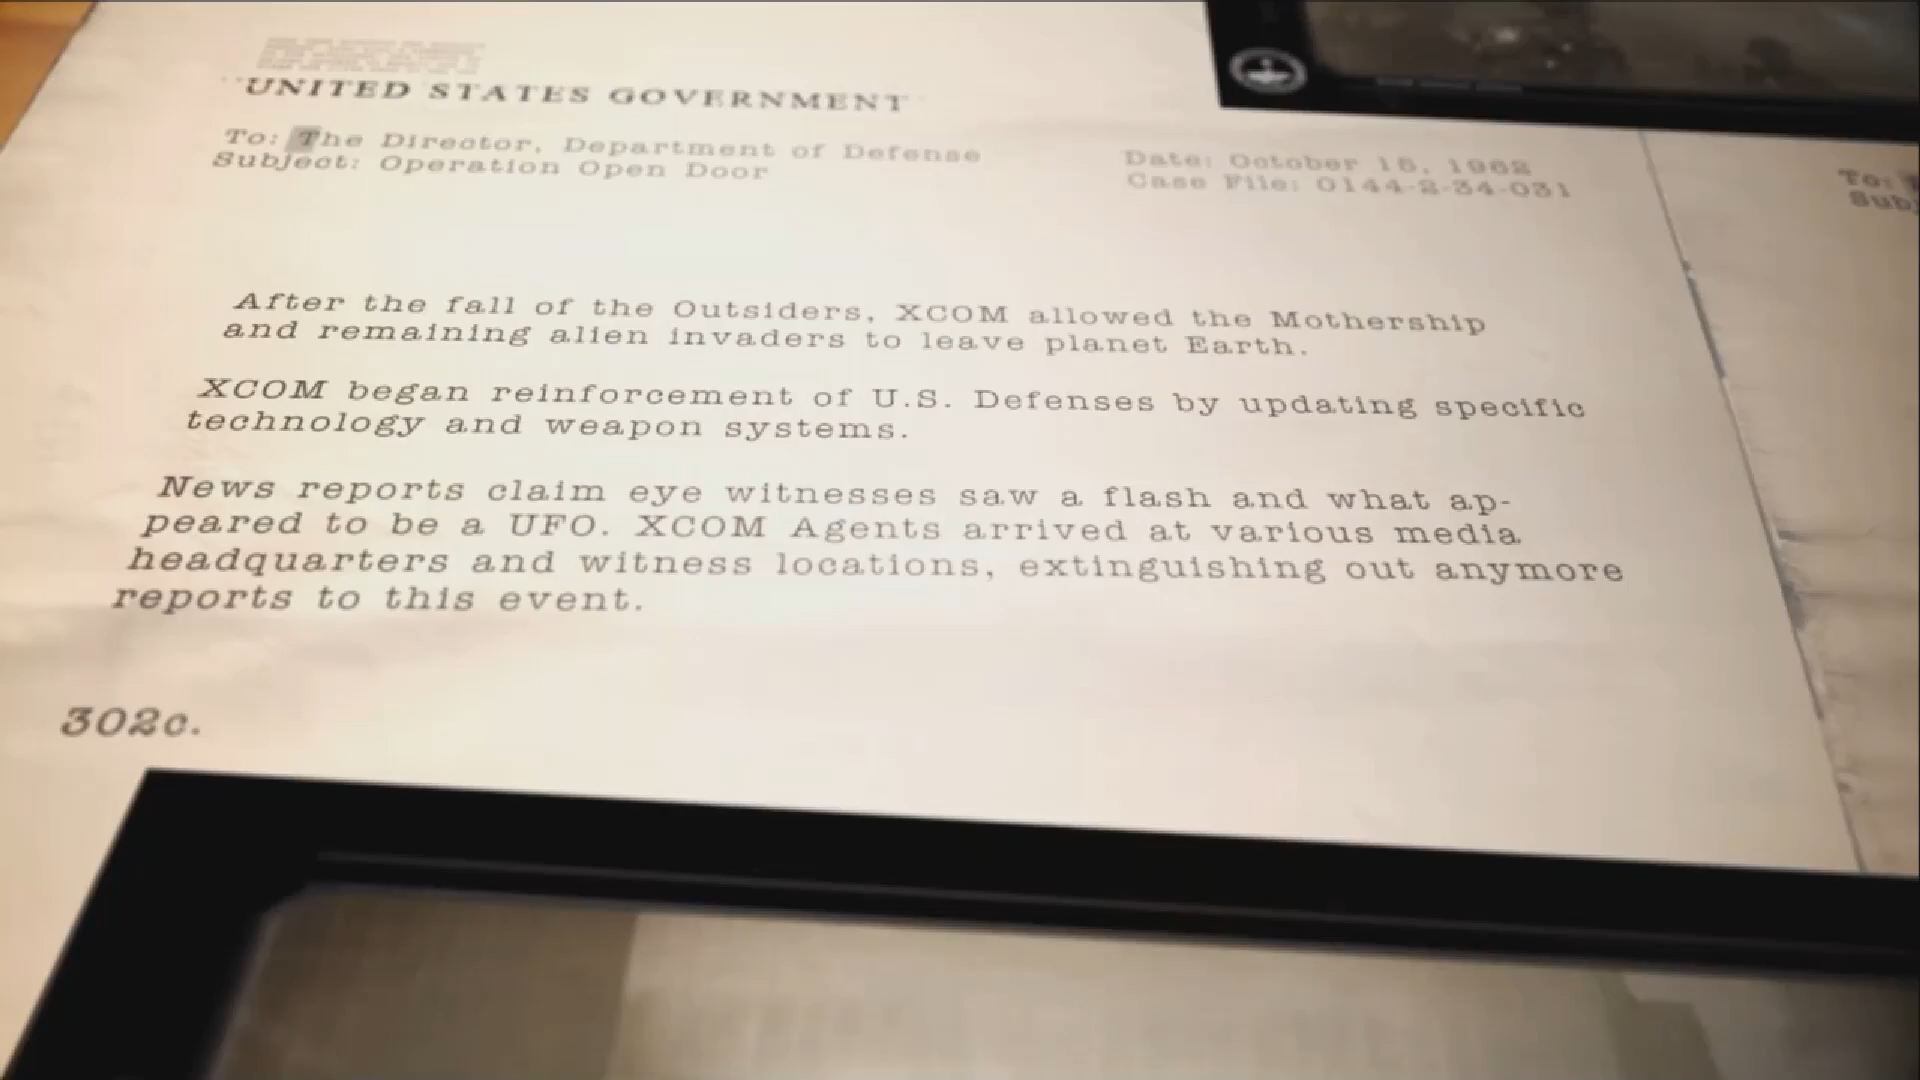 UNITED STATES GOVERNMENT
To: The Director, Department of Defense
Subject: Operation Open Door
Date: October 16, 1962
Case File: 0144-2-34-031
To:
Subj
After the fall of the Outsiders, XCOM allowed the Mothership
and remaining alien invaders to leave planet Earth.
XCOM began reinforcement of U.S. Defenses by updating specific
technology and weapon systems.
News reports claim eye witnesses saw a flash and what ap-
peared to be a UFO. XCOM Agents arrived at various media
headquarters and witness locations, extinguishing out anymore
reports to this event.
302c.